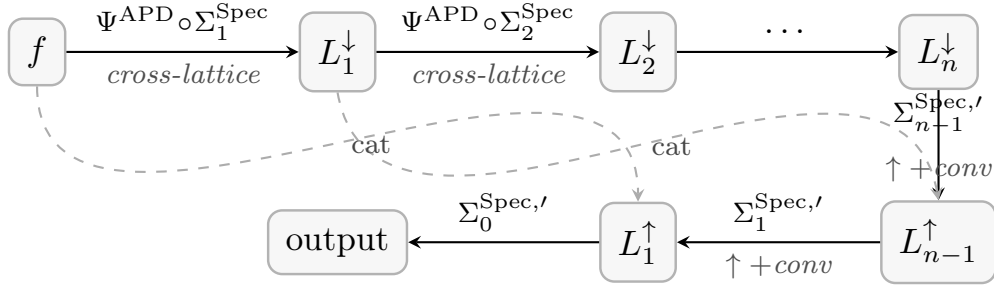 Ψ^APD ∘ Σ_1^Spec
Ψ^APD ∘ Σ_2^Spec
⋯
f
L_1^↓
L_2^↓
L_n^↓
cross-lattice
cross-lattice
Σ_{n−1}^{Spec,′}
cat
cat
↑ +conv
Σ_0^{Spec,′}
Σ_1^{Spec,′}
output
L_1^↑
L_{n−1}^↑
↑ +conv